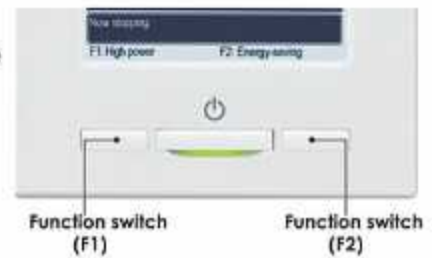 Now stopping
F1: High power F2: Energy-saving
Function switch Function switch
(F1) (F2)